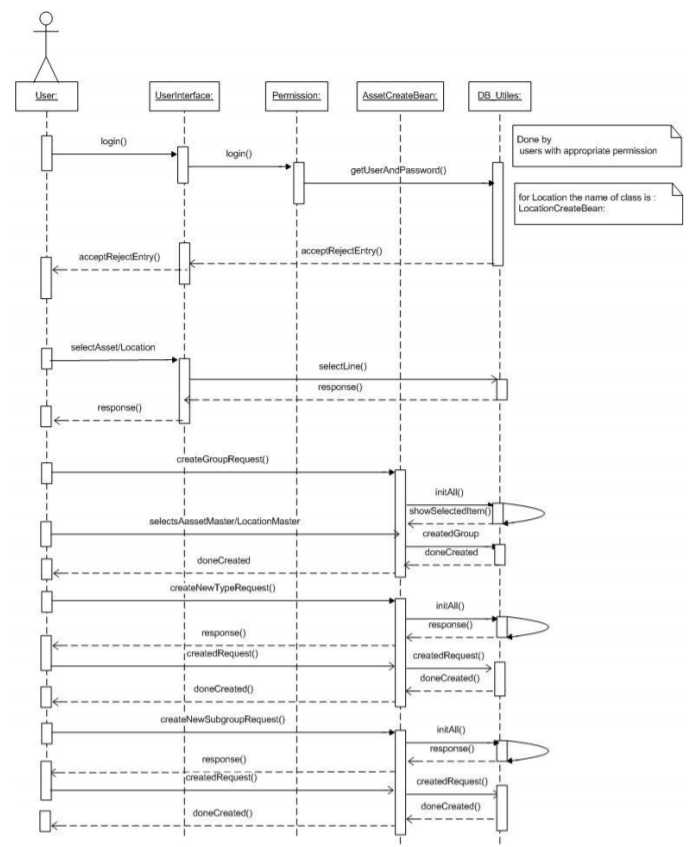 User:
UserInterface:
Permission:
AssetCreateBean:
DB_Utiles:
Done by
users with appropriate permission
login()
login()
getUserAndPassword()
for Location the name of class is :
LocationCreateBean:
acceptRejectEntry()
acceptRejectEntry()
selectAsset/Location
selectLine()
response()
response()
createGroupRequest()
initAll()
showSelectedItem()
selectsAassetMaster/LocationMaster
createdGroup
doneCreated
doneCreated
createNewTypeRequest()
initAll()
response()
response()
createdRequest()
createdRequest()
doneCreated()
doneCreated()
createNewSubgroupRequest()
initAll()
response()
response()
createdRequest()
createdRequest()
doneCreated()
doneCreated()